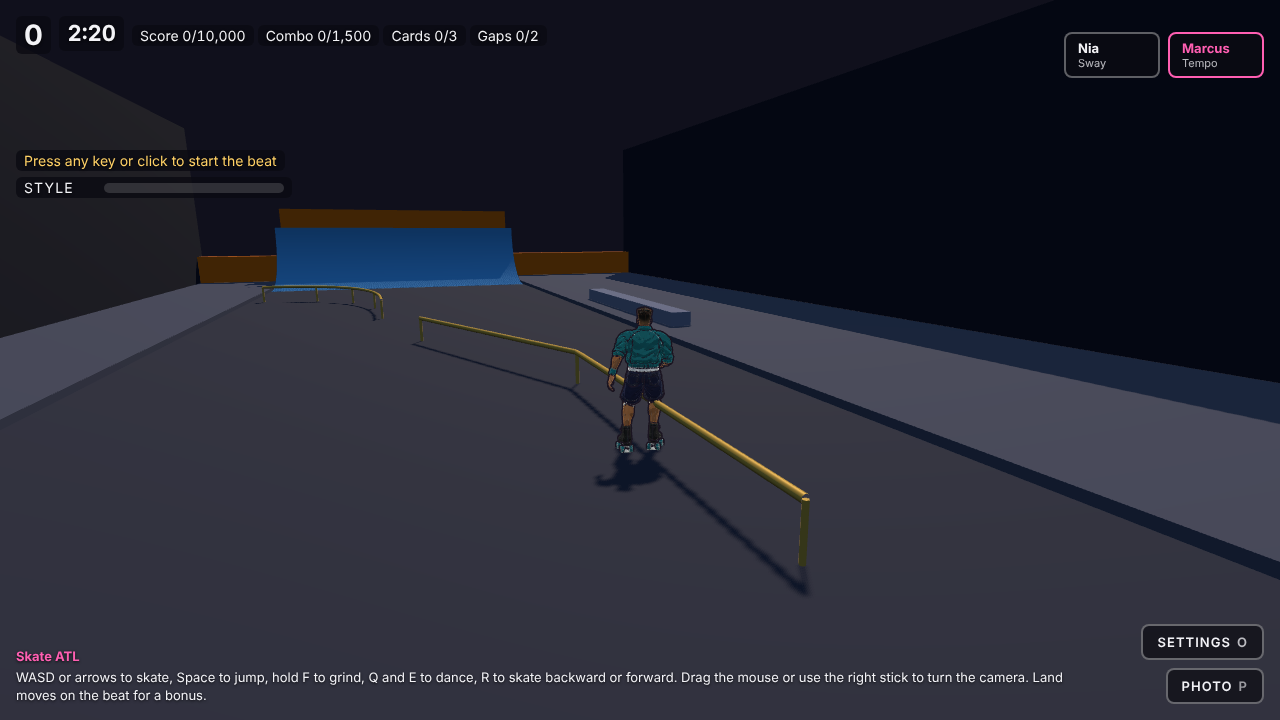 0
2:20
Score 0/10,000
Combo 0/1,500
Cards 0/3
Gaps 0/2
Nia
Sway
Marcus
Tempo
Press any key or click to start the beat
STYLE
Skate ATL
WASD or arrows to skate, Space to jump, hold F to grind, Q and E to dance, R to skate backward or forward. Drag the mouse or use the right stick to turn the camera. Land
moves on the beat for a bonus.
SETTINGS O
PHOTO P